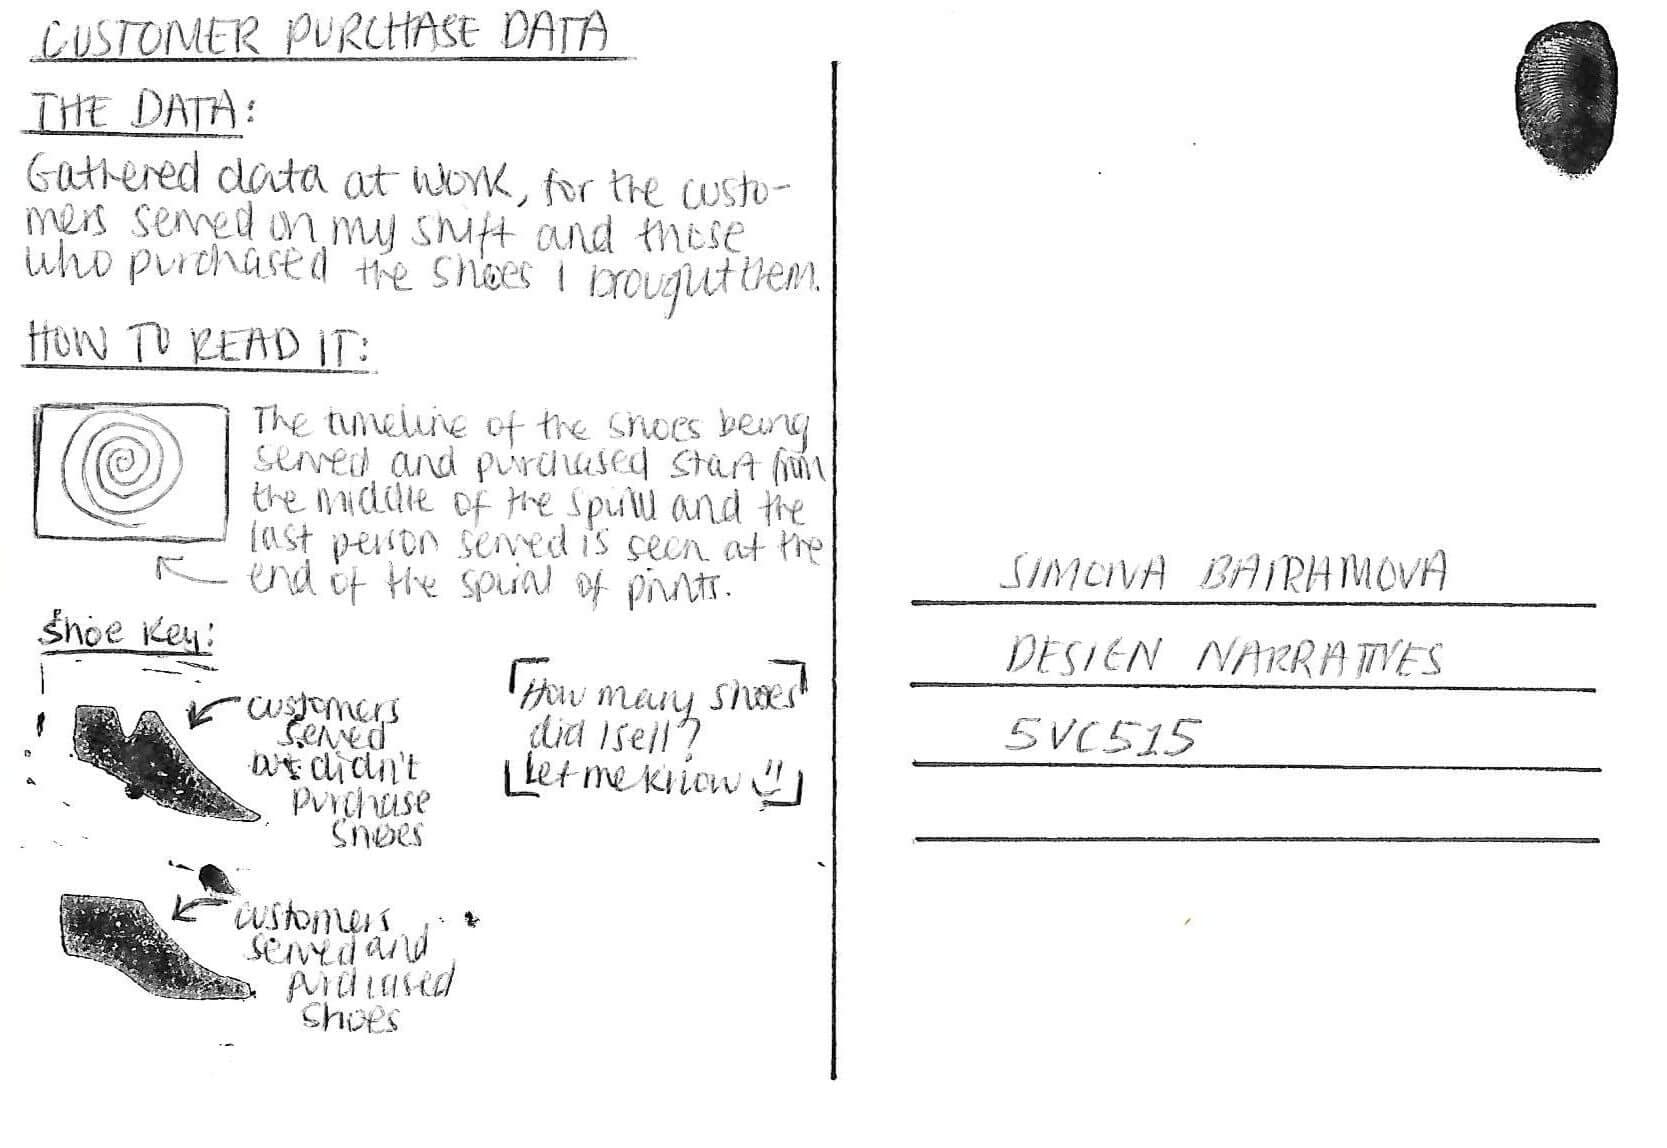 CUSTOMER PURCHASE DATA
THE DATA:
Gathered data at work, for the custo-
mers served on my shift and those
who purchased the shoes I brought them.
HOW TO READ IT:
The timeline of the shoes being
served and purchased start from
the middle of the spiral and the
last person served is seen at the
end of the spiral of prints.
Shoe Key:
customers
served
but didn't
purchase
shoes
How many shoes
did I sell?
Let me know
customers
served and
purchased
shoes
SIMONA BAIRAMOVA
DESIGN NARRATIVES
5VC515